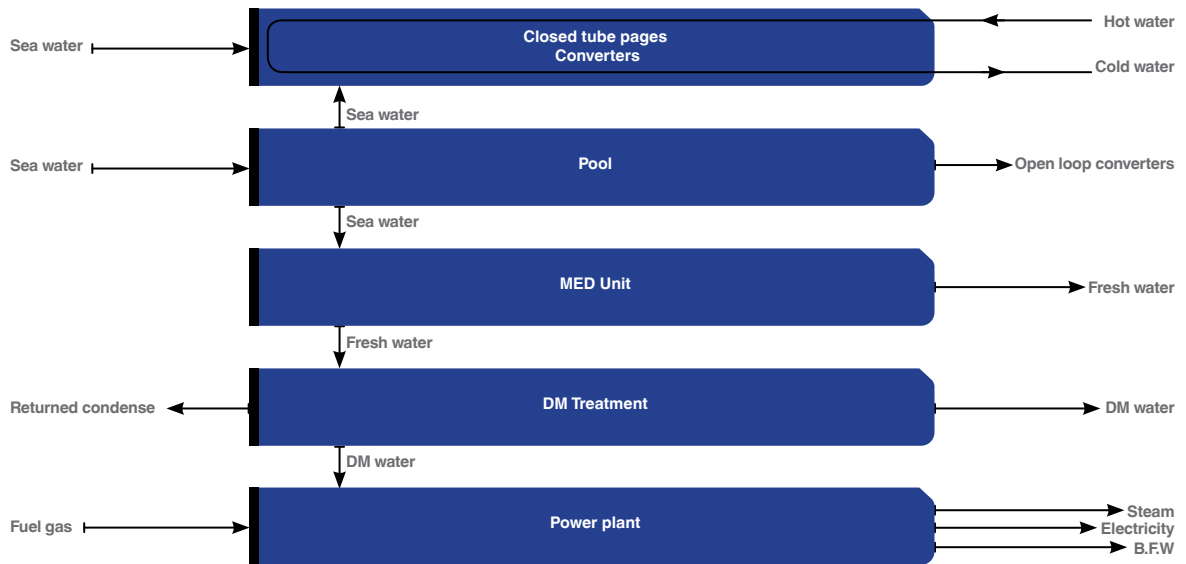 Hot water
Closed tube pages
Sea water
Converters
Cold water
Sea water
Sea water
Pool
Open loop converters
Sea water
MED Unit
Fresh water
Fresh water
Returned condense
DM Treatment
DM water
DM water
Steam
Fuel gas
Power plant
Electricity
B.F.W